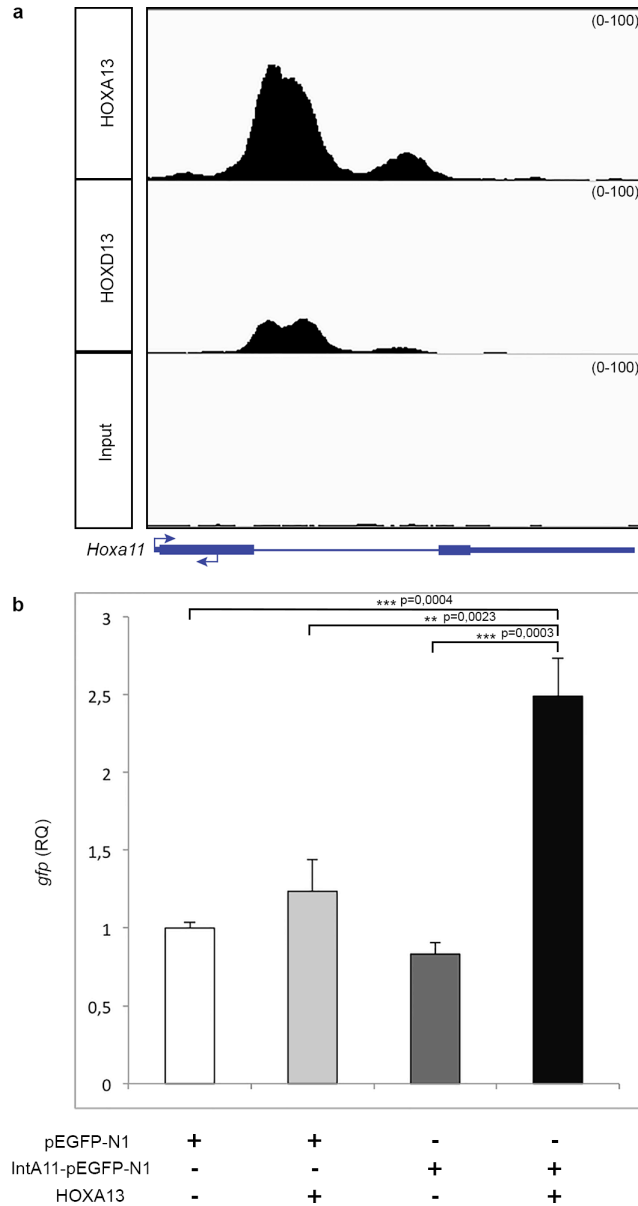 a
HOXA13
(0-100)
HOXD13
(0-100)
Input
(0-100)
Hoxa11
b
*** p=0,0004
** p=0,0023
*** p=0,0003
gfp (RQ)
3
2,5
2
1,5
1
0,5
0
pEGFP-N1 + + - -
IntA11-pEGFP-N1 - - + +
HOXA13 - + - +